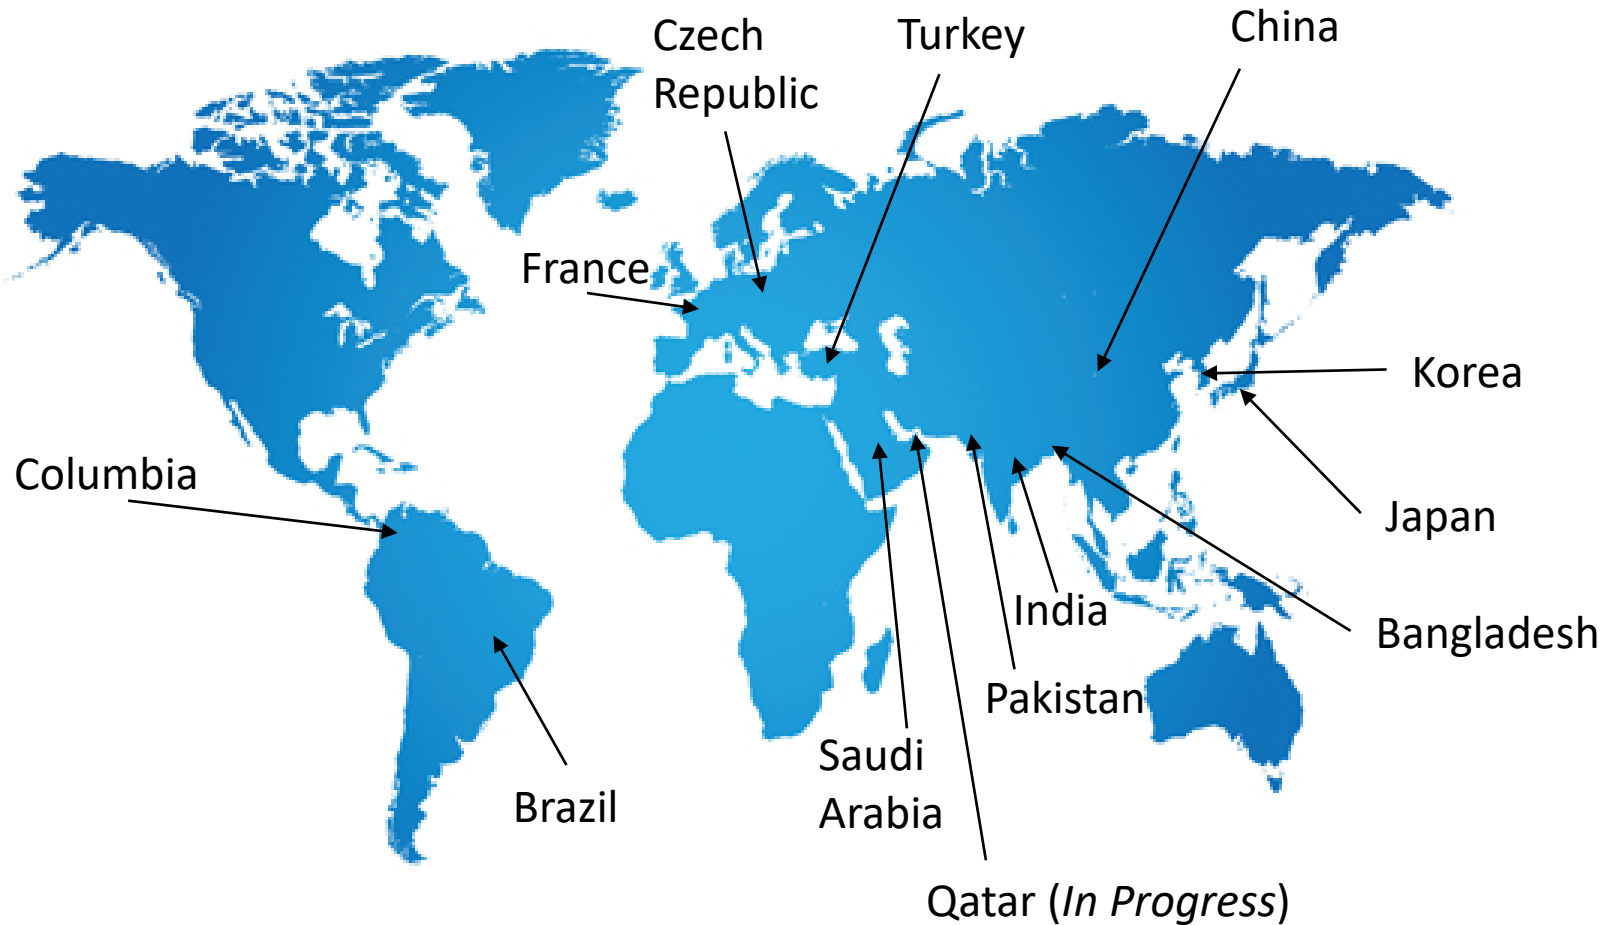 Czech
Republic
Turkey
China
France
Korea
Columbia
Japan
India
Bangladesh
Pakistan
Saudi
Arabia
Brazil
Qatar (In Progress)